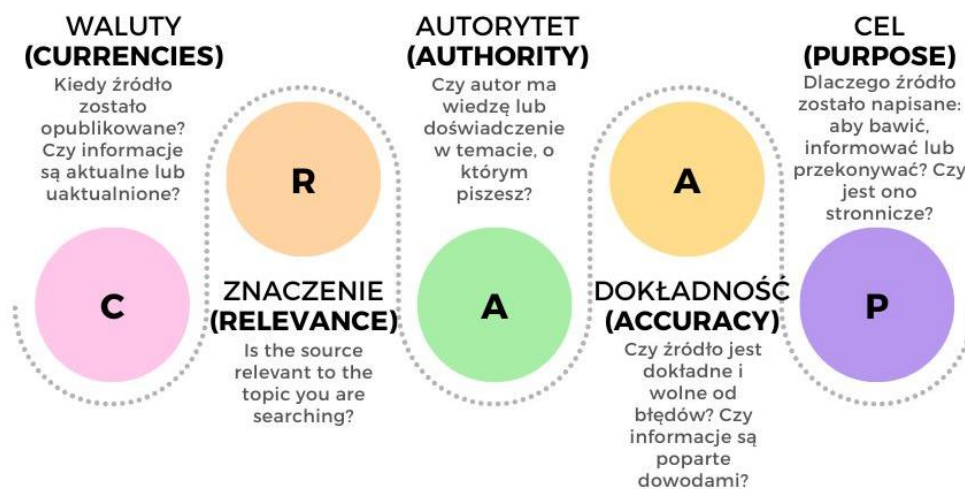 WALUTY
(CURRENCIES)
Kiedy źródło
zostało
opublikowane?
Czy informacje
są aktualne lub
uaktualnione?
C
R
ZNACZENIE
(RELEVANCE)
Is the source
relevant to the
topic you are
searching?
AUTORYTET
(AUTHORITY)
Czy autor ma
wiedzę lub
doświadczenie
w temacie, o
którym
piszesz?
A
A
DOKŁADNOŚĆ
(ACCURACY)
Czy źródło jest
dokładne i
wolne od
błędów? Czy
informacje są
poparte
dowodami?
CEL
(PURPOSE)
Dlaczego źródło
zostało napisane:
aby bawić,
informować lub
przekonywać? Czy
jest ono
stronnicze?
P